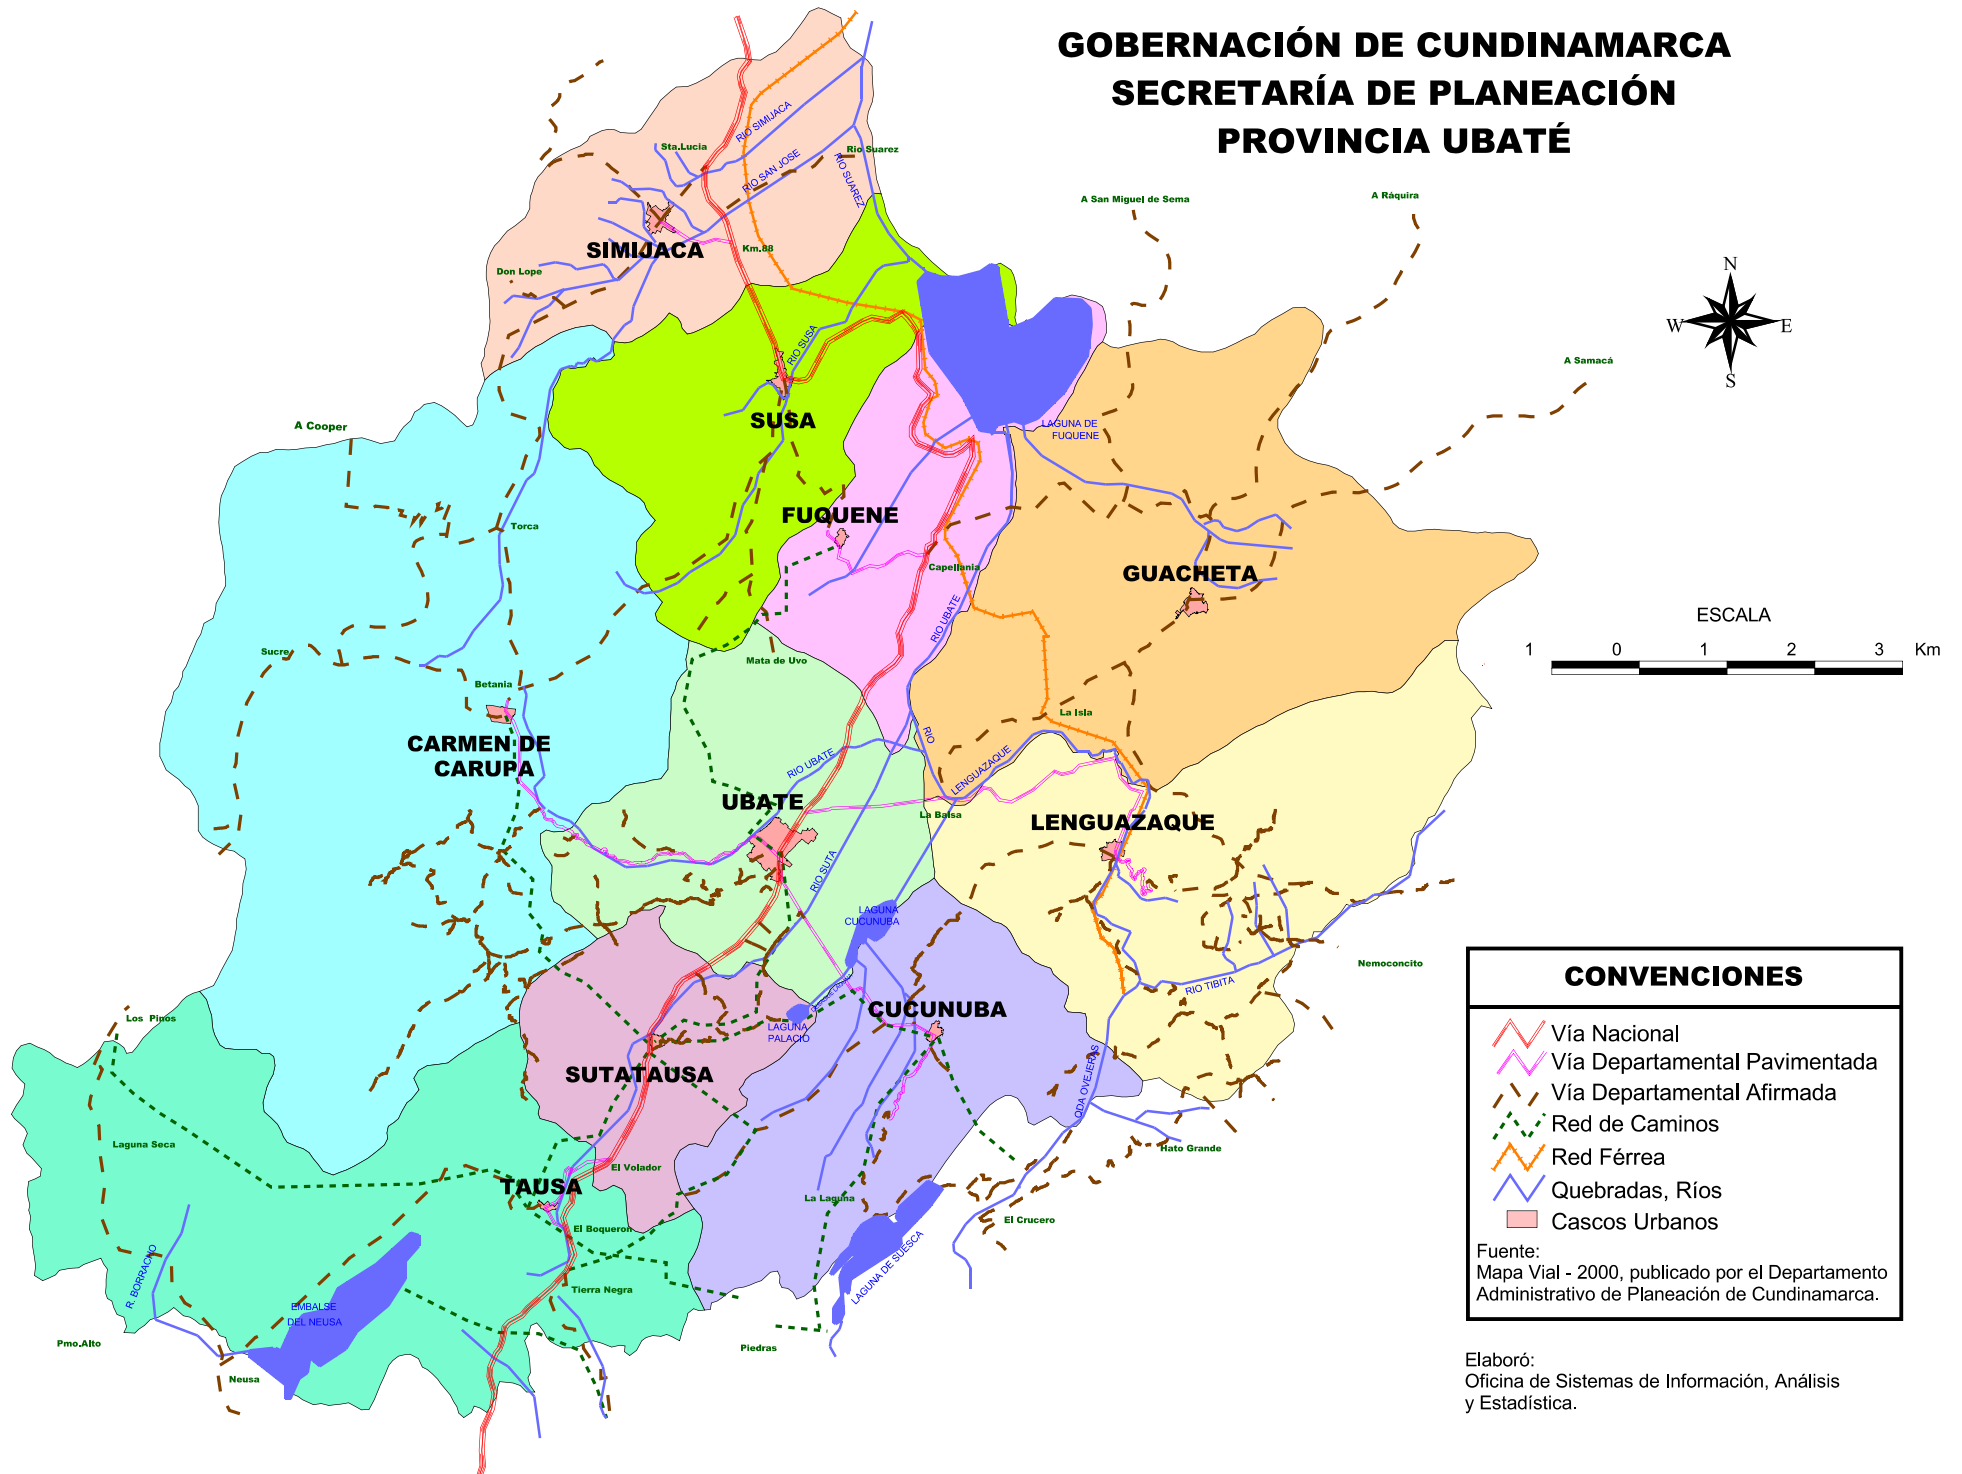 GOBERNACIÓN DE CUNDINAMARCA
SECRETARÍA DE PLANEACIÓN
PROVINCIA UBATÉ
RIO SIMIJACA
Sta.Lucia
RIO SAN JOSE
Rio Suarez
RIO SUAREZ
A San Miguel de Sema
A Ráquira
SIMIJACA
Km.88
Don Lope
N
W
E
S
RIO SUSA
A Samacá
SUSA
A Cooper
LAGUNA DE
FUQUENE
Torca
FUQUENE
Capellania
GUACHETA
RIO UBATE
ESCALA
1 0 1 2 3 Km
Sucre
Mata de Uvo
Betania
La Isla
CARMEN DE
CARUPA
RIO
LENGUAZAQUE
RIO UBATE
UBATE
La Balsa
LENGUAZAQUE
RIO SUTA
LAGUNA
CUCUNUBA
Nemoconcito
RIO TIBITA
CUCUNUBA
LAGUNA
PALACIO
Los Pinos
SUTATAUSA
QDA OVEJERAS
Laguna Seca
Hato Grande
El Volador
TAUSA
La Laguna
El Crucero
El Boqueron
LAGUNA DE SUESCA
R. BORRACHO
Tierra Negra
EMBALSE
DEL NEUSA
Pmo.Alto
Piedras
Neusa
CONVENCIONES
Vía Nacional
Vía Departamental Pavimentada
Vía Departamental Afirmada
Red de Caminos
Red Férrea
Quebradas, Ríos
Cascos Urbanos
Fuente:
Mapa Vial - 2000, publicado por el Departamento
Administrativo de Planeación de Cundinamarca.
Elaboró:
Oficina de Sistemas de Información, Análisis
y Estadística.